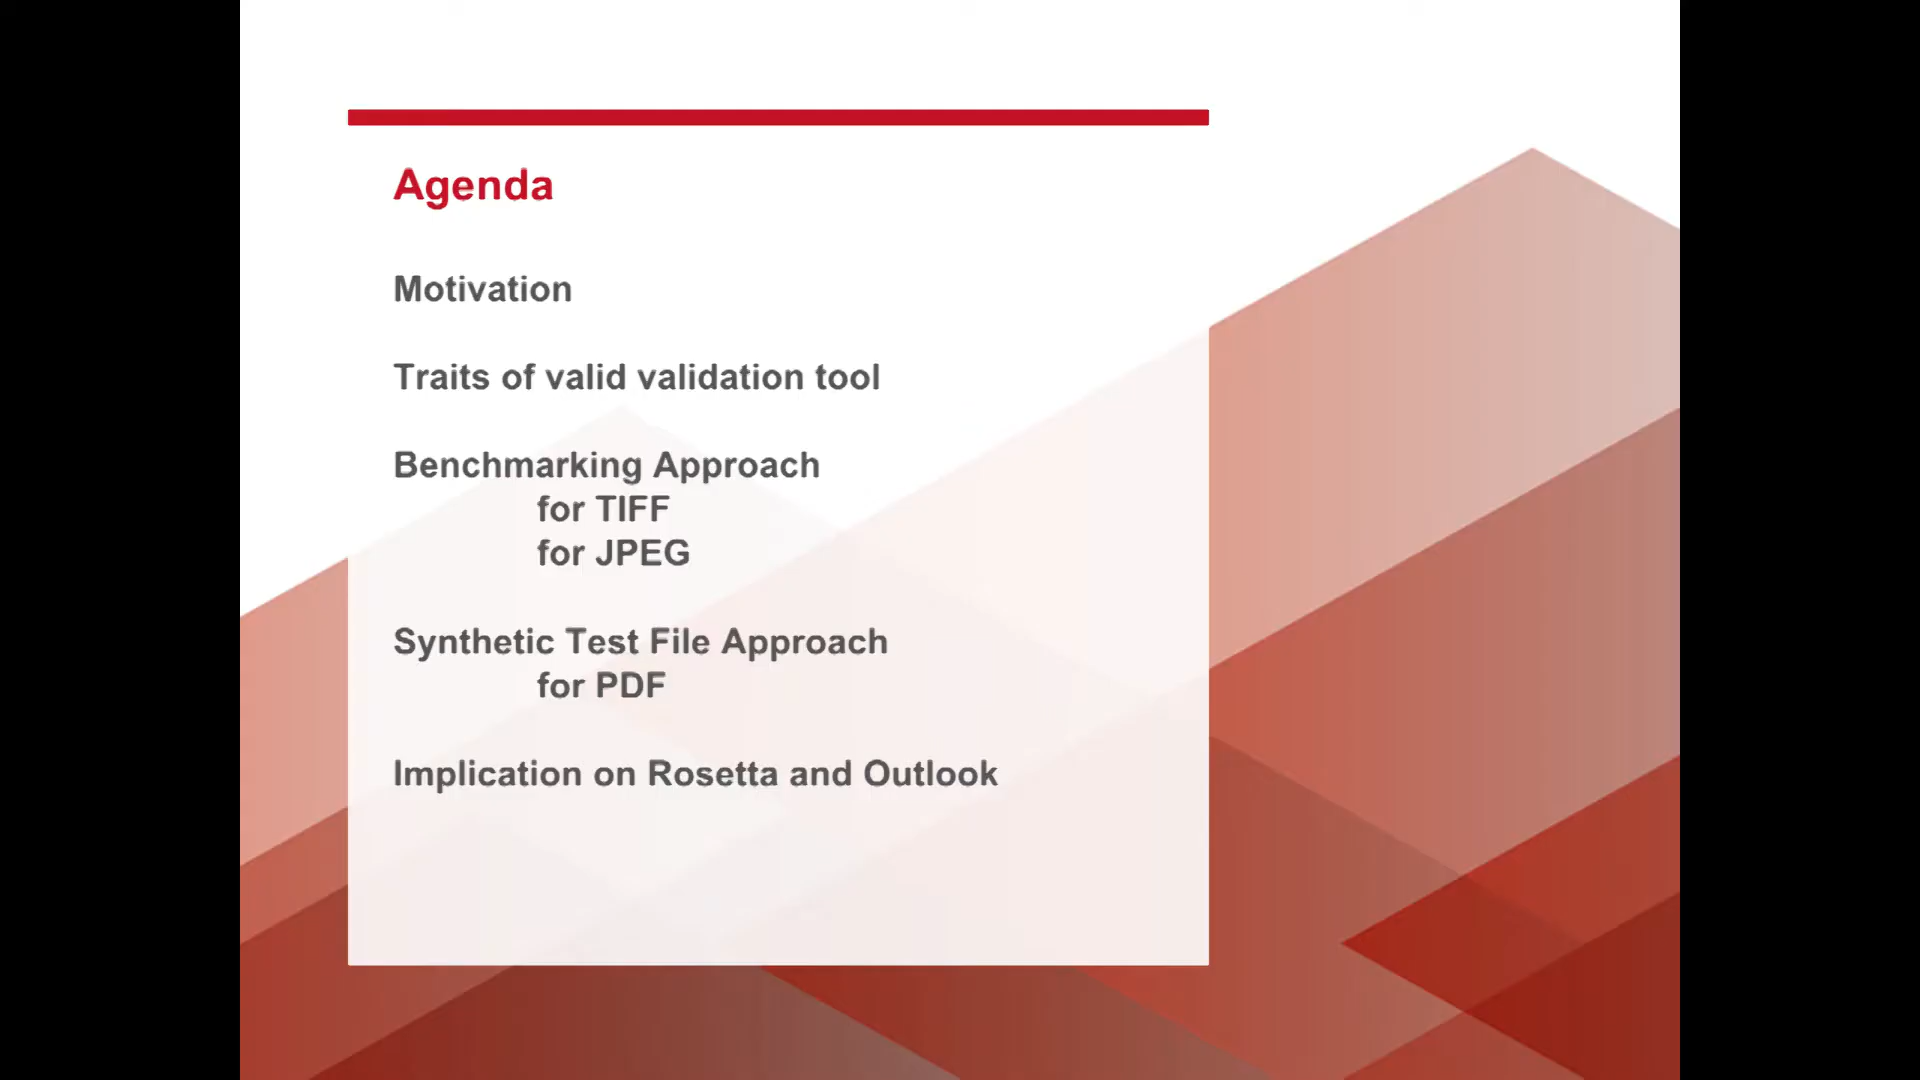 Agenda
Motivation
Traits of valid validation tool
Benchmarking Approach
for TIFF
for JPEG
Synthetic Test File Approach
for PDF
Implication on Rosetta and Outlook